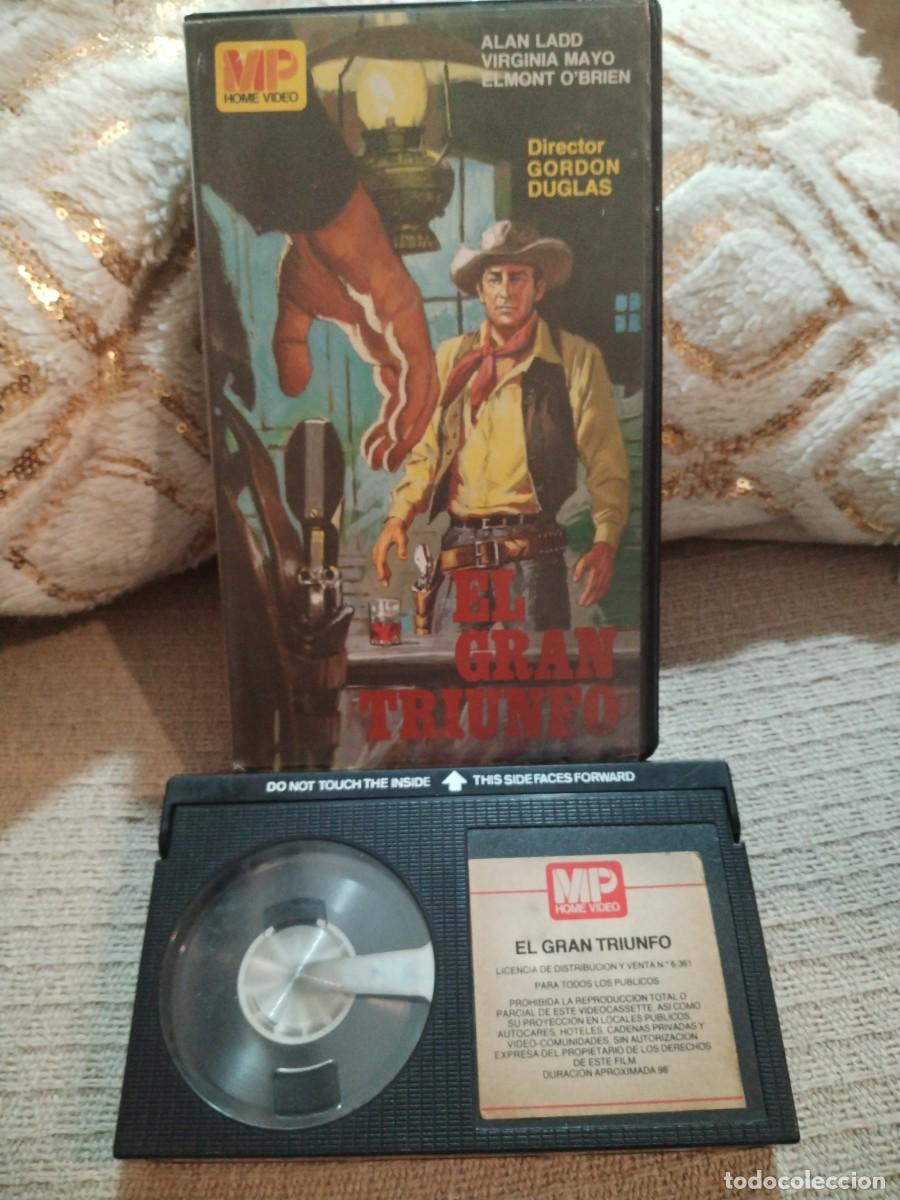 MP
HOME VIDEO
ALAN LADD
VIRGINIA MAYO
ELMONT O'BRIEN
Director
GORDON
DUGLAS
EL
GRAN
TRIUNFO
DO NOT TOUCH THE INSIDE THIS SIDE FACES FORWARD
MP
HOME VIDEO
EL GRAN TRIUNFO
LICENCIA DE DISTRIBUCION Y VENTA N.º 6.361
PARA TODOS LOS PUBLICOS
PROHIBIDA LA REPRODUCCION TOTAL O
PARCIAL DE ESTE VIDEOCASSETTE, ASI COMO
SU PROYECCION EN LOCALES PUBLICOS,
AUTOCARES, HOTELES, CADENAS PRIVADAS Y
VIDEO-COMUNIDADES, SIN AUTORIZACION
EXPRESA DEL PROPIETARIO DE LOS DERECHOS
DE ESTE FILM.
DURACION APROXIMADA 98'
todocoleccion